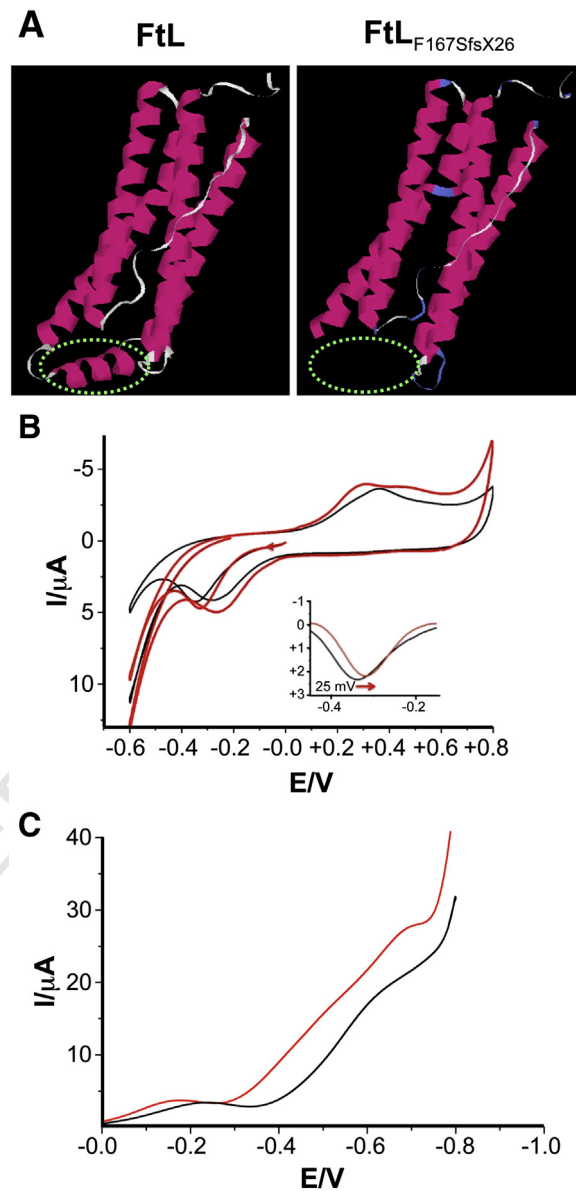 A
FtL
FtL_F167SfsX26
B
-5
0
5
10
I/μA
-0.6 -0.4 -0.2 -0.0 +0.2 +0.4 +0.6 +0.8
E/V
-1
0
+1
+2
+3
25 mV
-0.4 -0.2
C
40
30
20
10
I/μA
-0.0 -0.2 -0.4 -0.6 -0.8 -1.0
E/V